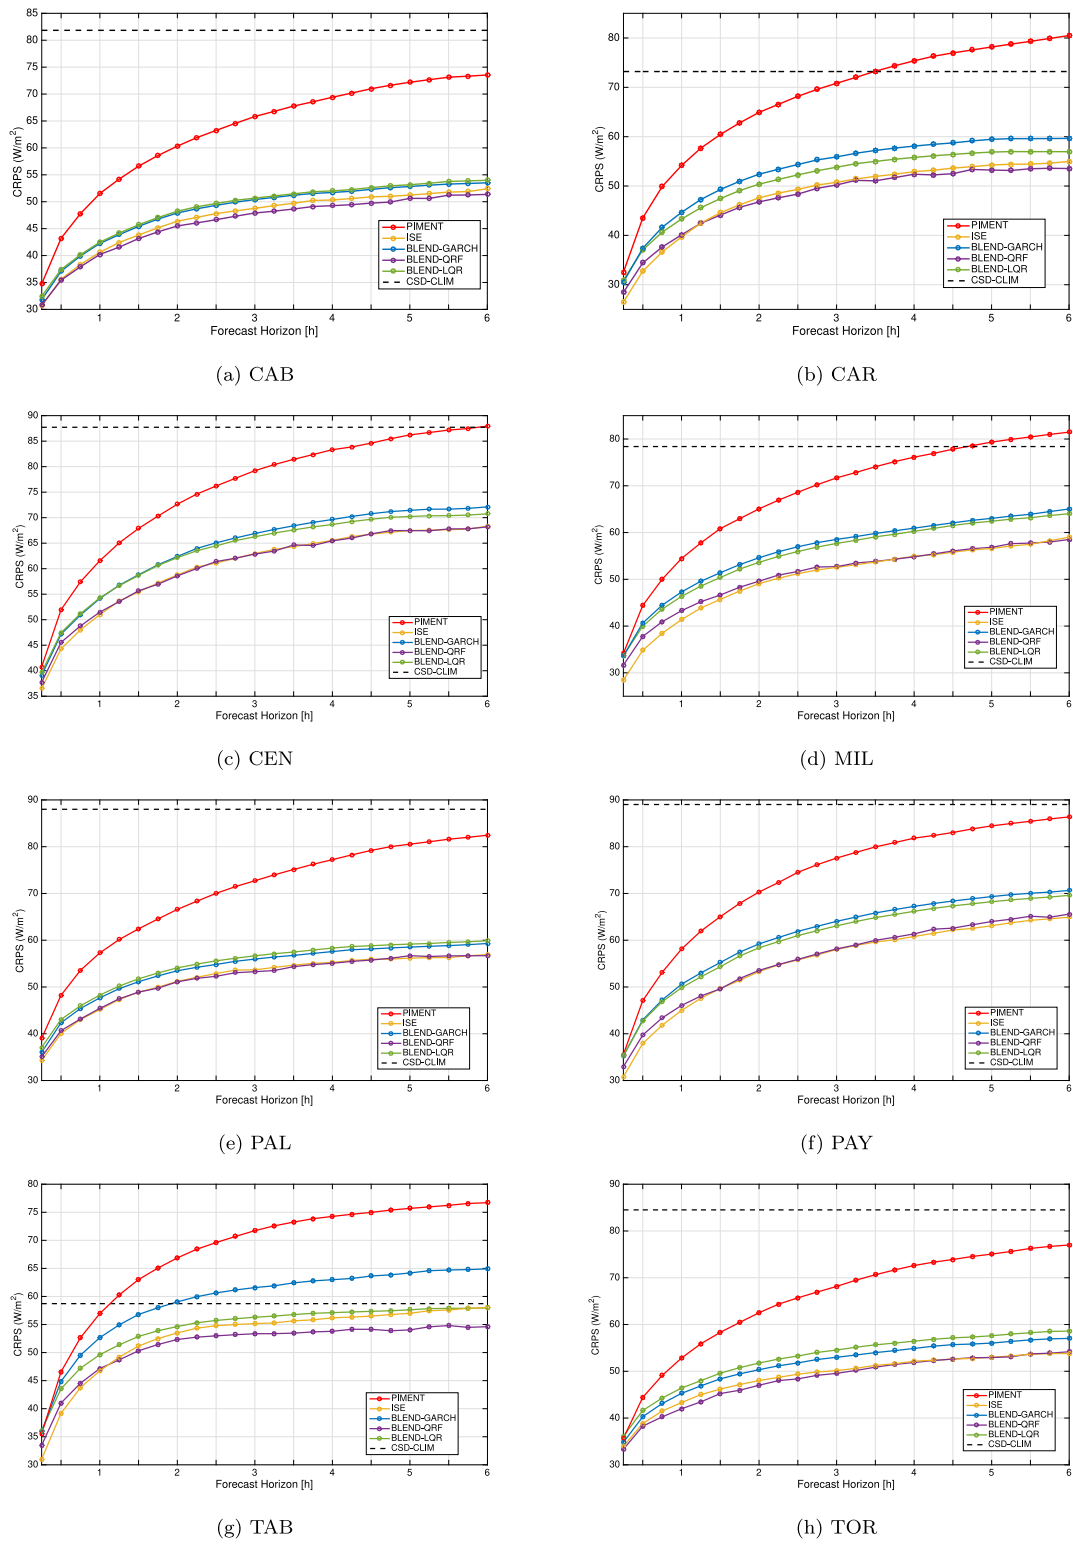 85
80
75
70
65
60
55
50
45
40
35
30
CRPS (W/m²)
1 2 3 4 5 6
Forecast Horizon [h]
PIMENT
ISE
BLEND-GARCH
BLEND-QRF
BLEND-LQR
CSD-CLIM
(a) CAB
80
70
60
50
40
30
CRPS (W/m²)
1 2 3 4 5 6
Forecast Horizon [h]
PIMENT
ISE
BLEND-GARCH
BLEND-QRF
BLEND-LQR
CSD-CLIM
(b) CAR
90
85
80
75
70
65
60
55
50
45
40
35
CRPS (W/m²)
1 2 3 4 5 6
Forecast Horizon [h]
PIMENT
ISE
BLEND-GARCH
BLEND-QRF
BLEND-LQR
CSD-CLIM
(c) CEN
80
70
60
50
40
30
CRPS (W/m²)
1 2 3 4 5 6
Forecast Horizon [h]
PIMENT
ISE
BLEND-GARCH
BLEND-QRF
BLEND-LQR
CSD-CLIM
(d) MIL
90
80
70
60
50
40
30
CRPS (W/m²)
1 2 3 4 5 6
Forecast Horizon [h]
PIMENT
ISE
BLEND-GARCH
BLEND-QRF
BLEND-LQR
CSD-CLIM
(e) PAL
90
80
70
60
50
40
30
CRPS (W/m²)
1 2 3 4 5 6
Forecast Horizon [h]
PIMENT
ISE
BLEND-GARCH
BLEND-QRF
BLEND-LQR
CSD-CLIM
(f) PAY
80
75
70
65
60
55
50
45
40
35
30
CRPS (W/m²)
1 2 3 4 5 6
Forecast Horizon [h]
PIMENT
ISE
BLEND-GARCH
BLEND-QRF
BLEND-LQR
CSD-CLIM
(g) TAB
90
80
70
60
50
40
30
CRPS (W/m²)
1 2 3 4 5 6
Forecast Horizon [h]
PIMENT
ISE
BLEND-GARCH
BLEND-QRF
BLEND-LQR
CSD-CLIM
(h) TOR